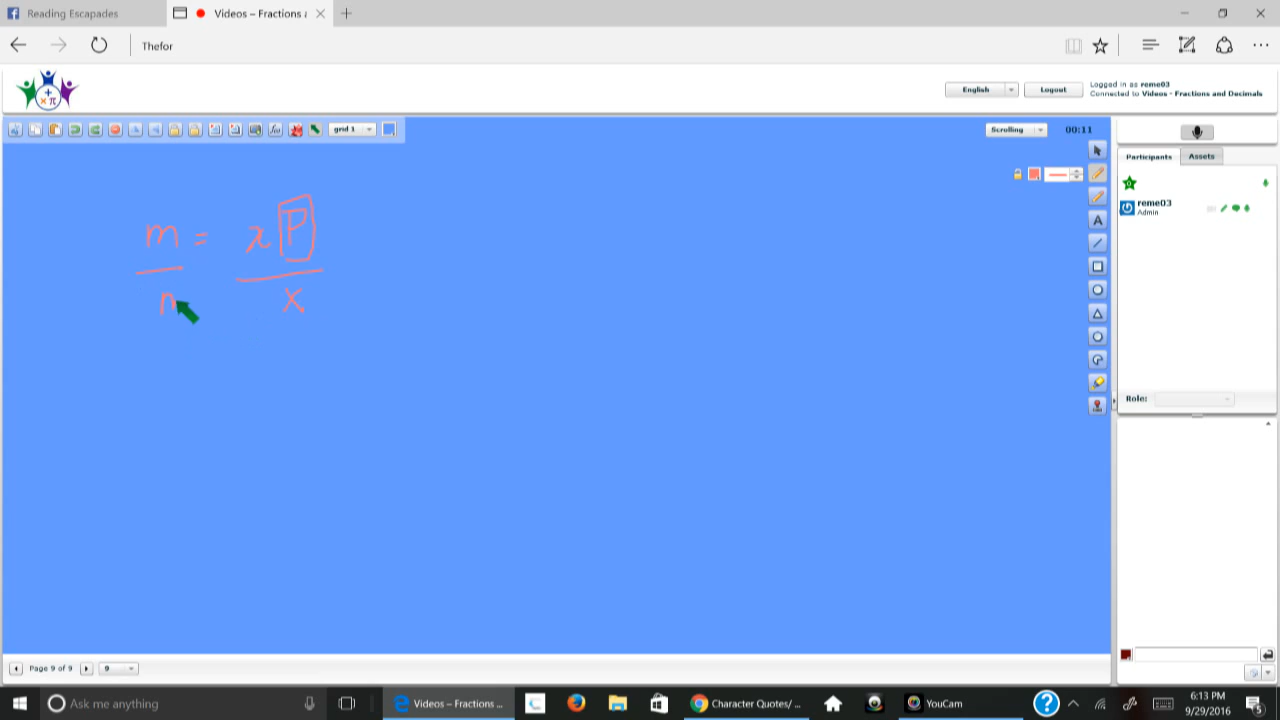 Reading Escapades
Videos – Fractions a
Thefor
English
Logout
Logged in as reme03
Connected to Videos - Fractions and Decimals
grid 1
Scrolling
00:11
Participants
Assets
reme03
Admin
m = x P
n x
Role:
Page 9 of 9
9
Ask me anything
Videos – Fractions ...
Character Quotes/ ...
YouCam
6:13 PM
9/29/2016